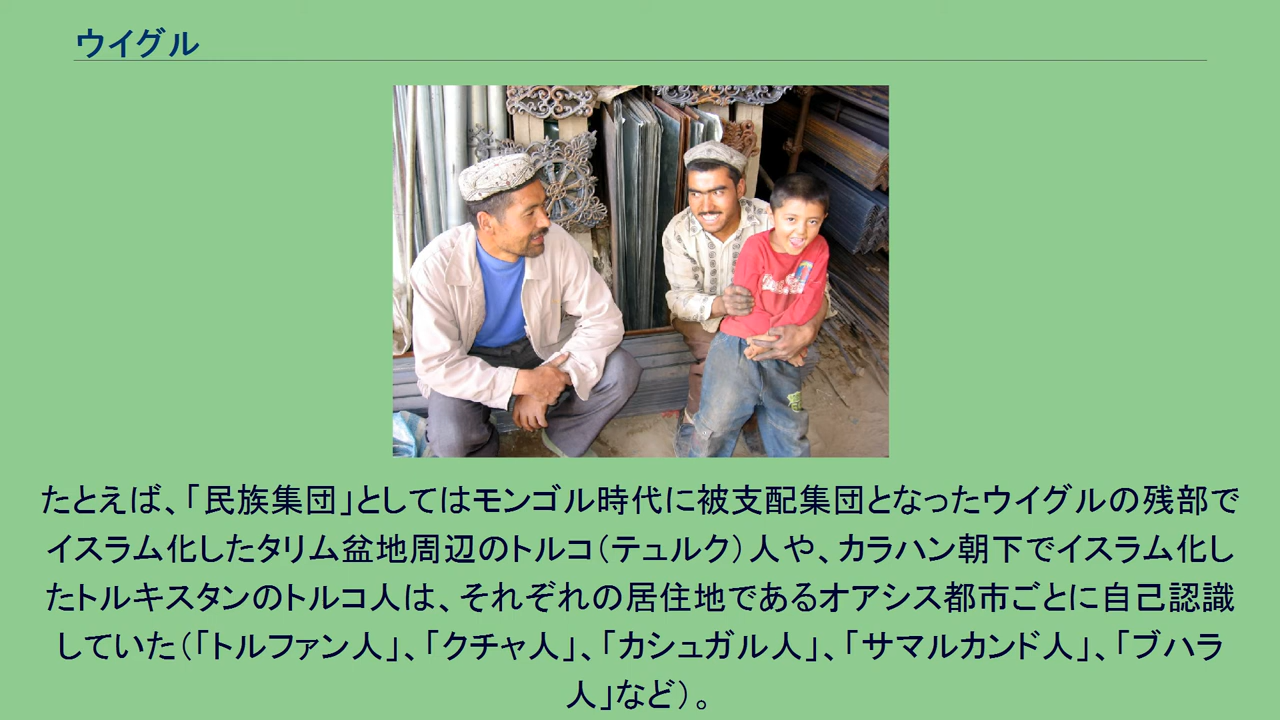 ウイグル
たとえば、「民族集団」としてはモンゴル時代に被支配集団となったウイグルの残部で
イスラム化したタリム盆地周辺のトルコ(テュルク)人や、カラハン朝下でイスラム化し
たトルキスタンのトルコ人は、それぞれの居住地であるオアシス都市ごとに自己認識
していた(「トルファン人」、「クチャ人」、「カシュガル人」、「サマルカンド人」、「ブハラ
人」など)。